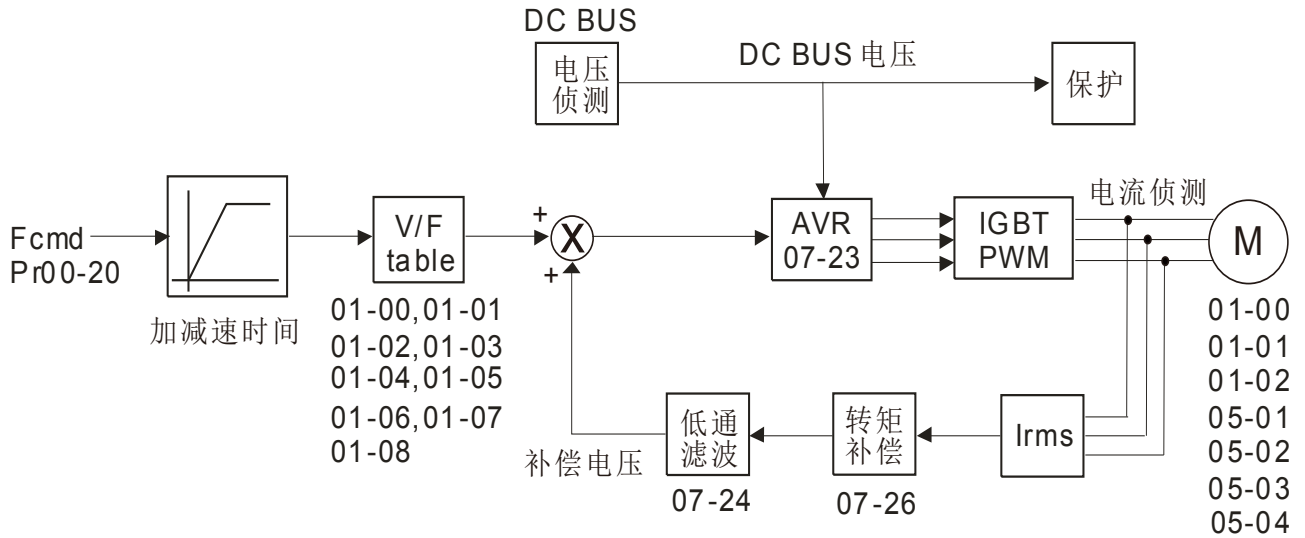 DC BUS
电压
侦测
DC BUS 电压
保护
Fcmd
Pr00-20
加减速时间
V/F
table
01-00,01-01
01-02,01-03
01-04,01-05
01-06,01-07
01-08
+
+
X
AVR
07-23
IGBT
PWM
电流侦测
M
01-00
01-01
01-02
05-01
05-02
05-03
05-04
补偿电压
低通
滤波
07-24
转矩
补偿
07-26
Irms